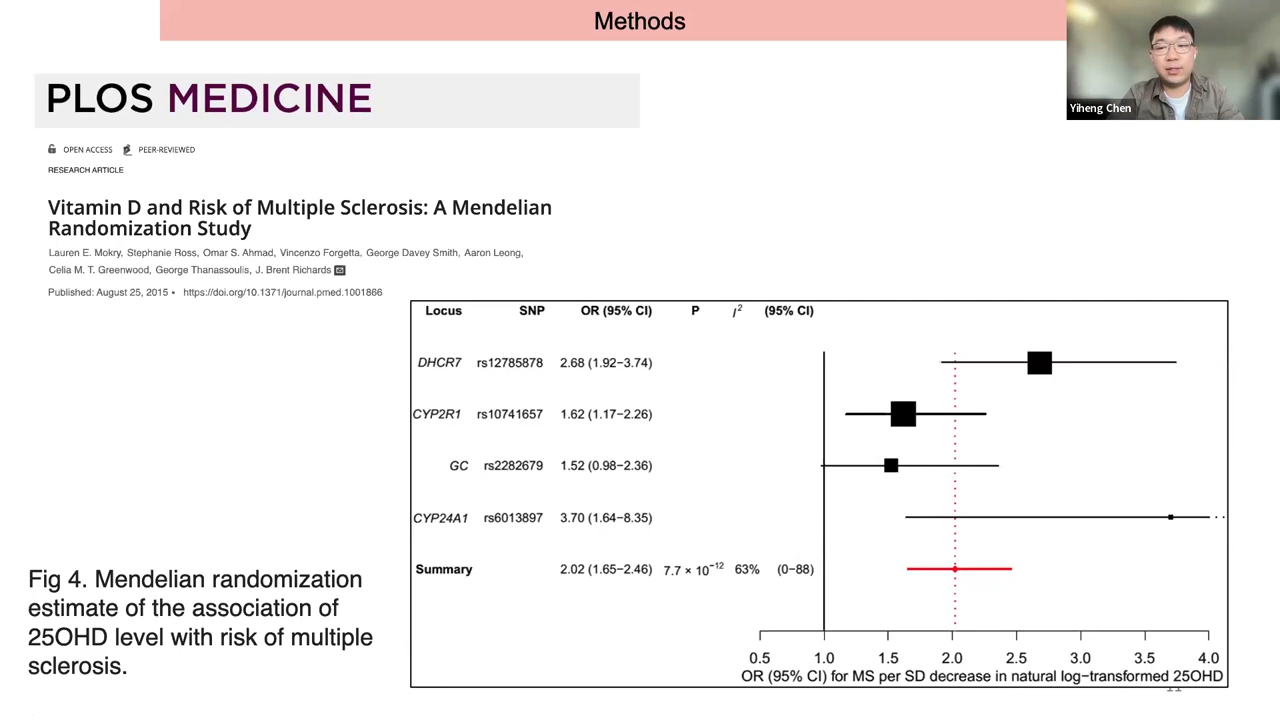 Methods
Yiheng Chen
PLOS MEDICINE
OPEN ACCESS PEER-REVIEWED
RESEARCH ARTICLE
Vitamin D and Risk of Multiple Sclerosis: A Mendelian
Randomization Study
Lauren E. Mokry, Stephanie Ross, Omar S. Ahmad, Vincenzo Forgetta, George Davey Smith, Aaron Leong,
Celia M. T. Greenwood, George Thanassoulis, J. Brent Richards
Published: August 25, 2015 • https://doi.org/10.1371/journal.pmed.1001866
Locus SNP OR (95% CI) P I² (95% CI)
DHCR7 rs12785878 2.68 (1.92−3.74)
CYP2R1 rs10741657 1.62 (1.17−2.26)
GC rs2282679 1.52 (0.98−2.36)
CYP24A1 rs6013897 3.70 (1.64−8.35)
Summary 2.02 (1.65−2.46) 7.7 × 10⁻¹² 63% (0−88)
0.5 1.0 1.5 2.0 2.5 3.0 3.5 4.0
OR (95% CI) for MS per SD decrease in natural log−transformed 25OHD
Fig 4. Mendelian randomization
estimate of the association of
25OHD level with risk of multiple
sclerosis.